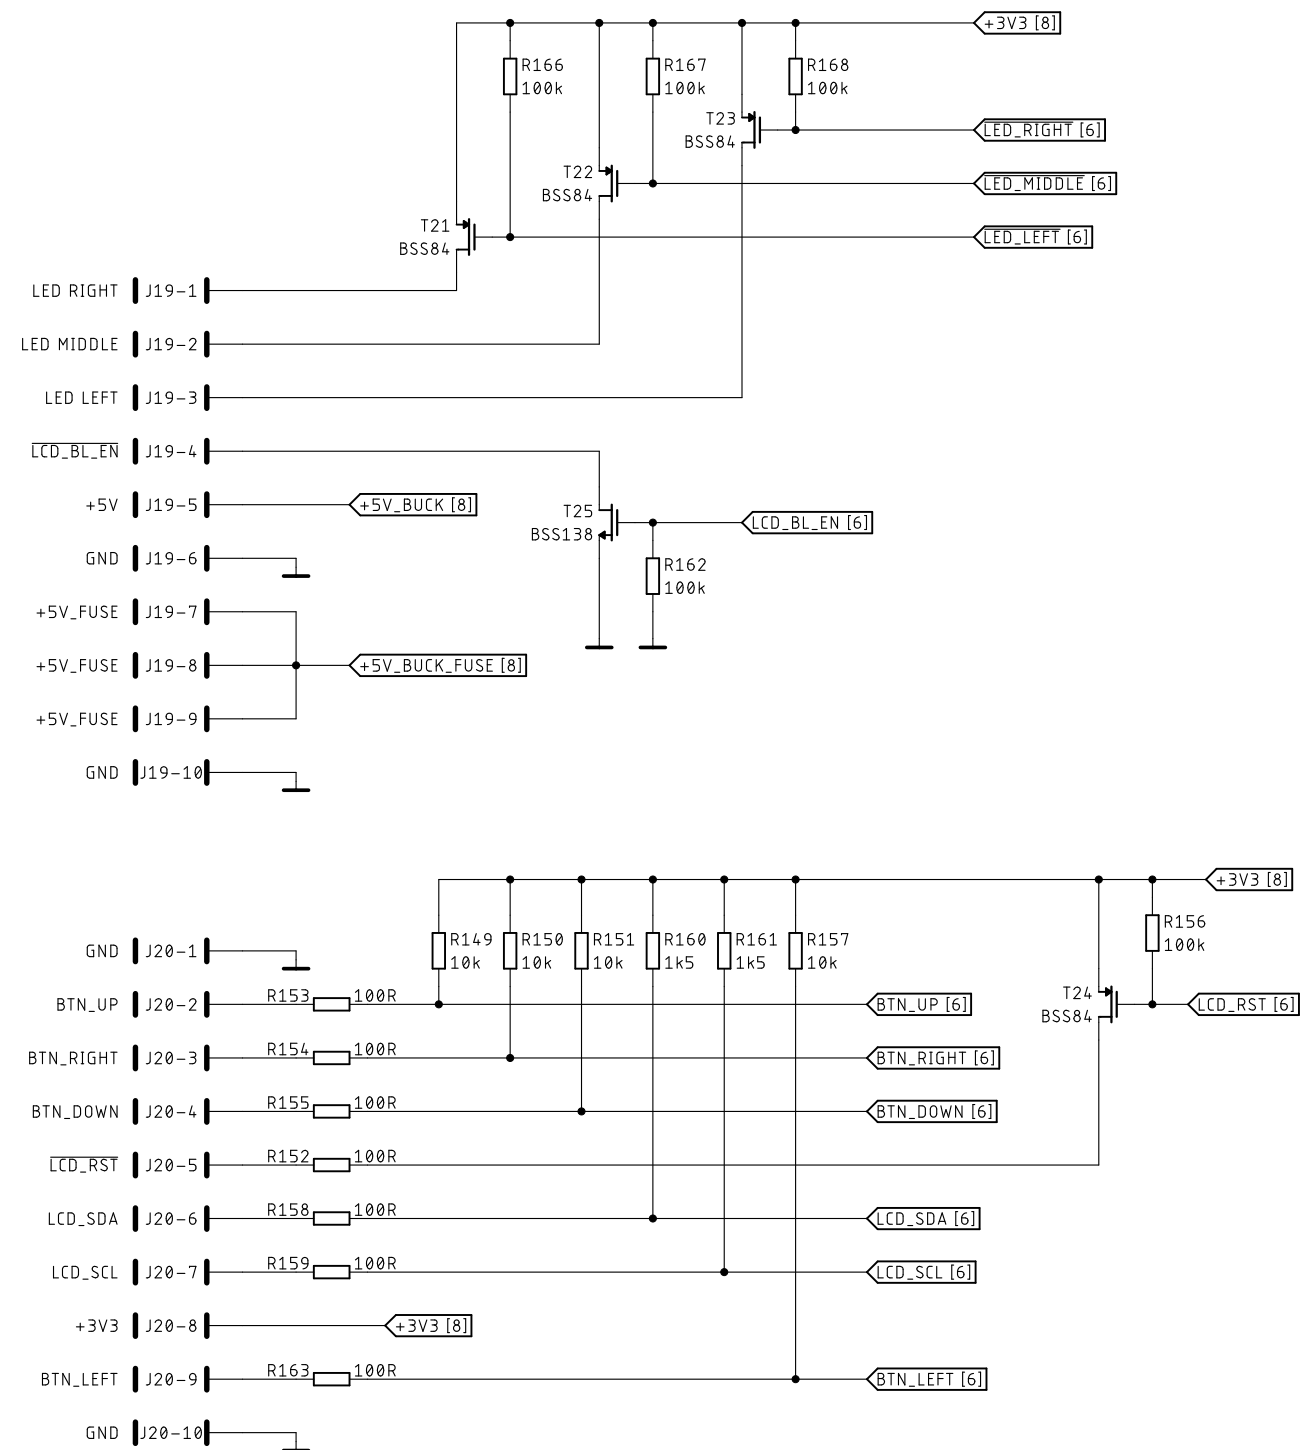 +3V3 [8]
R166
100k
R167
100k
R168
100k
T23
BSS84
LED_RIGHT [6]
T22
BSS84
LED_MIDDLE [6]
T21
BSS84
LED_LEFT [6]
LED RIGHT J19-1
LED MIDDLE J19-2
LED LEFT J19-3
LCD_BL_EN J19-4
+5V J19-5 +5V_BUCK [8]
T25
BSS138
LCD_BL_EN [6]
GND J19-6
R162
100k
+5V_FUSE J19-7
+5V_FUSE J19-8 +5V_BUCK_FUSE [8]
+5V_FUSE J19-9
GND J19-10
+3V3 [8]
R149
10k
R150
10k
R151
10k
R160
1k5
R161
1k5
R157
10k
R156
100k
GND J20-1
T24
BSS84
LCD_RST [6]
BTN_UP J20-2 R153 100R BTN_UP [6]
BTN_RIGHT J20-3 R154 100R BTN_RIGHT [6]
BTN_DOWN J20-4 R155 100R BTN_DOWN [6]
LCD_RST J20-5 R152 100R
LCD_SDA J20-6 R158 100R LCD_SDA [6]
LCD_SCL J20-7 R159 100R LCD_SCL [6]
+3V3 J20-8 +3V3 [8]
BTN_LEFT J20-9 R163 100R BTN_LEFT [6]
GND J20-10